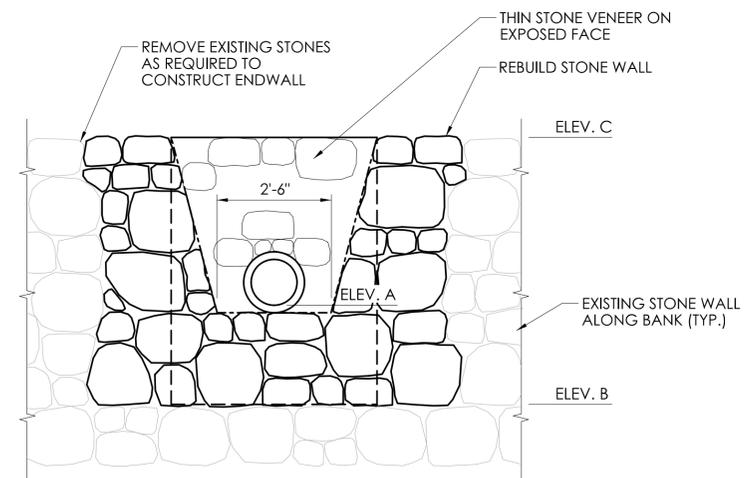 THIN STONE VENEER ON
EXPOSED FACE
REMOVE EXISTING STONES
AS REQUIRED TO
CONSTRUCT ENDWALL
REBUILD STONE WALL
ELEV. C
2'-6"
ELEV. A
EXISTING STONE WALL
ALONG BANK (TYP.)
ELEV. B